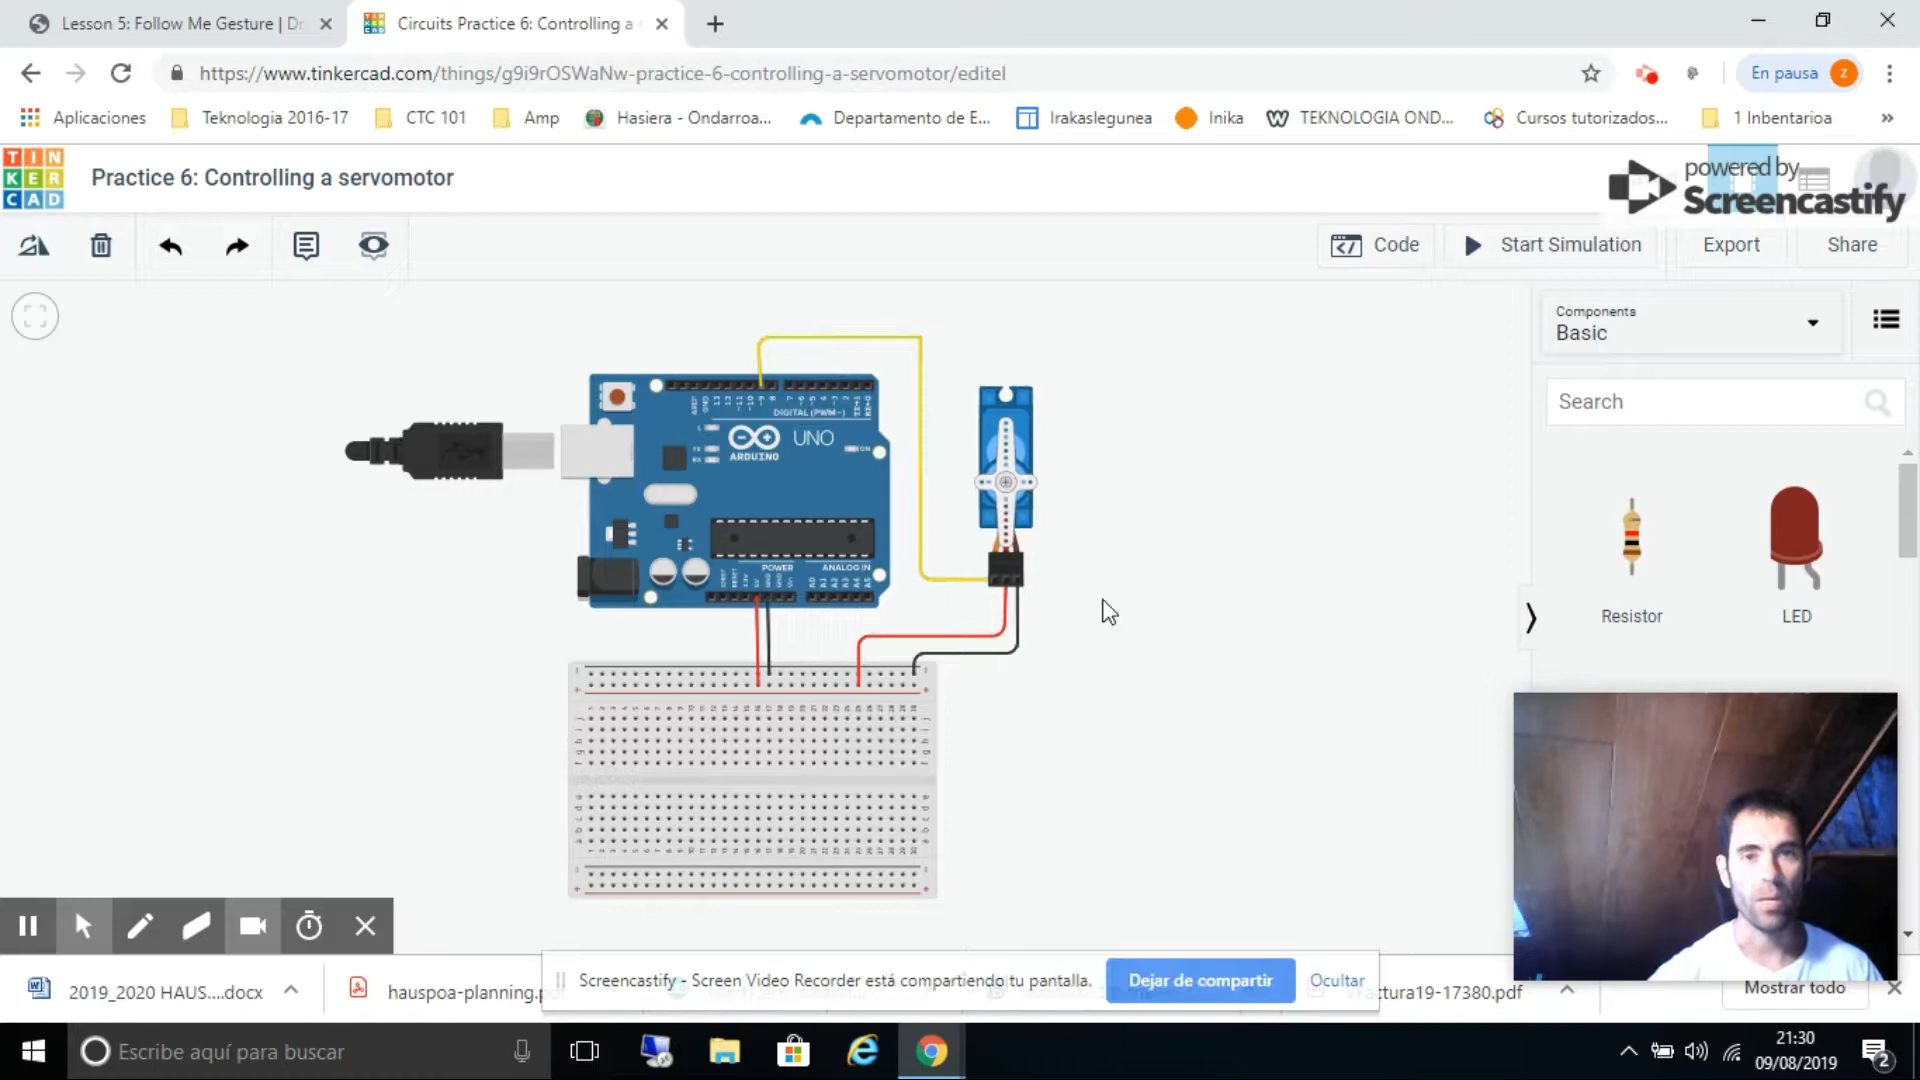 Lesson 5: Follow Me Gesture | Dr
Circuits Practice 6: Controlling a s
https://www.tinkercad.com/things/g9i9rOSWaNw-practice-6-controlling-a-servomotor/editel
En pausa
z
Aplicaciones
Teknologia 2016-17
CTC 101
Amp
Hasiera - Ondarroa...
Departamento de E...
Irakaslegunea
Inika
TEKNOLOGIA OND...
Cursos tutorizados...
1 Inbentarioa
»
TIN
KER
CAD
Practice 6: Controlling a servomotor
powered by
Screencastify
Code
Start Simulation
Export
Share
Components
Basic
Search
Resistor
LED
DIGITAL (PWM~)
UNO
ARDUINO
ON
POWER
ANALOG IN
Screencastify - Screen Video Recorder está compartiendo tu pantalla.
Dejar de compartir
Ocultar
2019_2020 HAUS....docx
hauspoa-planning.p
Factura19-17380.pdf
Mostrar todo
Escribe aquí para buscar
21:30
09/08/2019
2